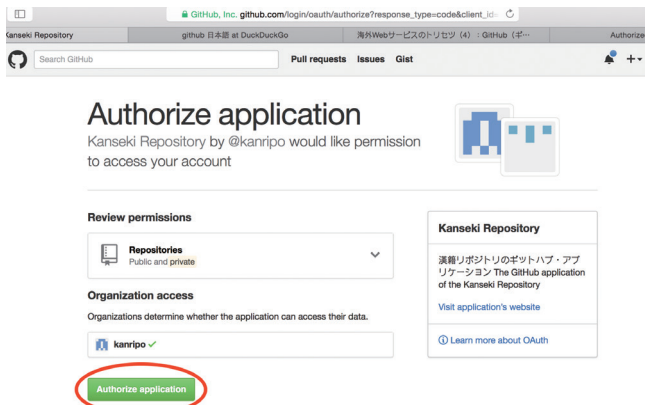 GitHub, Inc. github.com/login/oauth/authorize?response_type=code&client_id
Kanseki Repository
github 日本語 at DuckDuckGo
海外Webサービスのトリセツ（4）：GitHub（ギ…
Authorize
Search GitHub
Pull requests Issues Gist
Authorize application
Kanseki Repository by @kanripo would like permission
to access your account
Review permissions
Repositories
Public and private
Organization access
Organizations determine whether the application can access their data.
kanripo
Authorize application
Kanseki Repository
漢籍リポジトリのギットハブ・アプ
リケーション The GitHub application
of the Kanseki Repository
Visit application's website
Learn more about OAuth